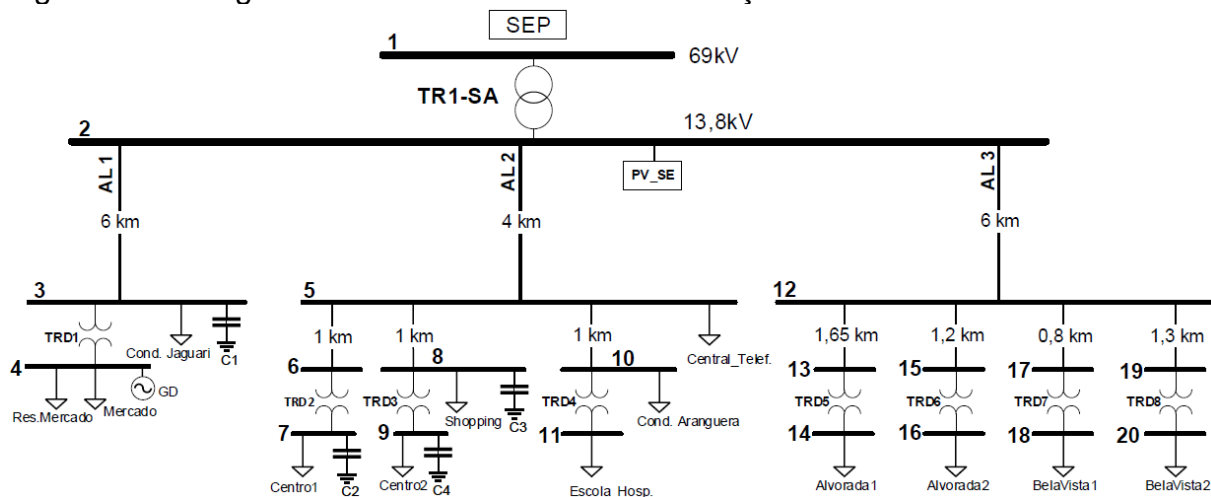 SEP
1
69kV
TR1-SA
2
13,8kV
AL 1
AL 2
PV_SE
AL 3
6 km
4 km
6 km
3
5
12
TRD1
Cond. Jaguari
C1
1 km
1 km
1 km
Central_Telef.
1,65 km
1,2 km
0,8 km
1,3 km
4
GD
Res.Mercado
Mercado
6
8
10
13
15
17
19
TRD2
TRD3
Shopping
C3
TRD4
Cond. Aranguera
TRD5
TRD6
TRD7
TRD8
7
9
11
14
16
18
20
Centro1
C2
Centro2
C4
Escola_Hosp.
Alvorada1
Alvorada2
BelaVista1
BelaVista2